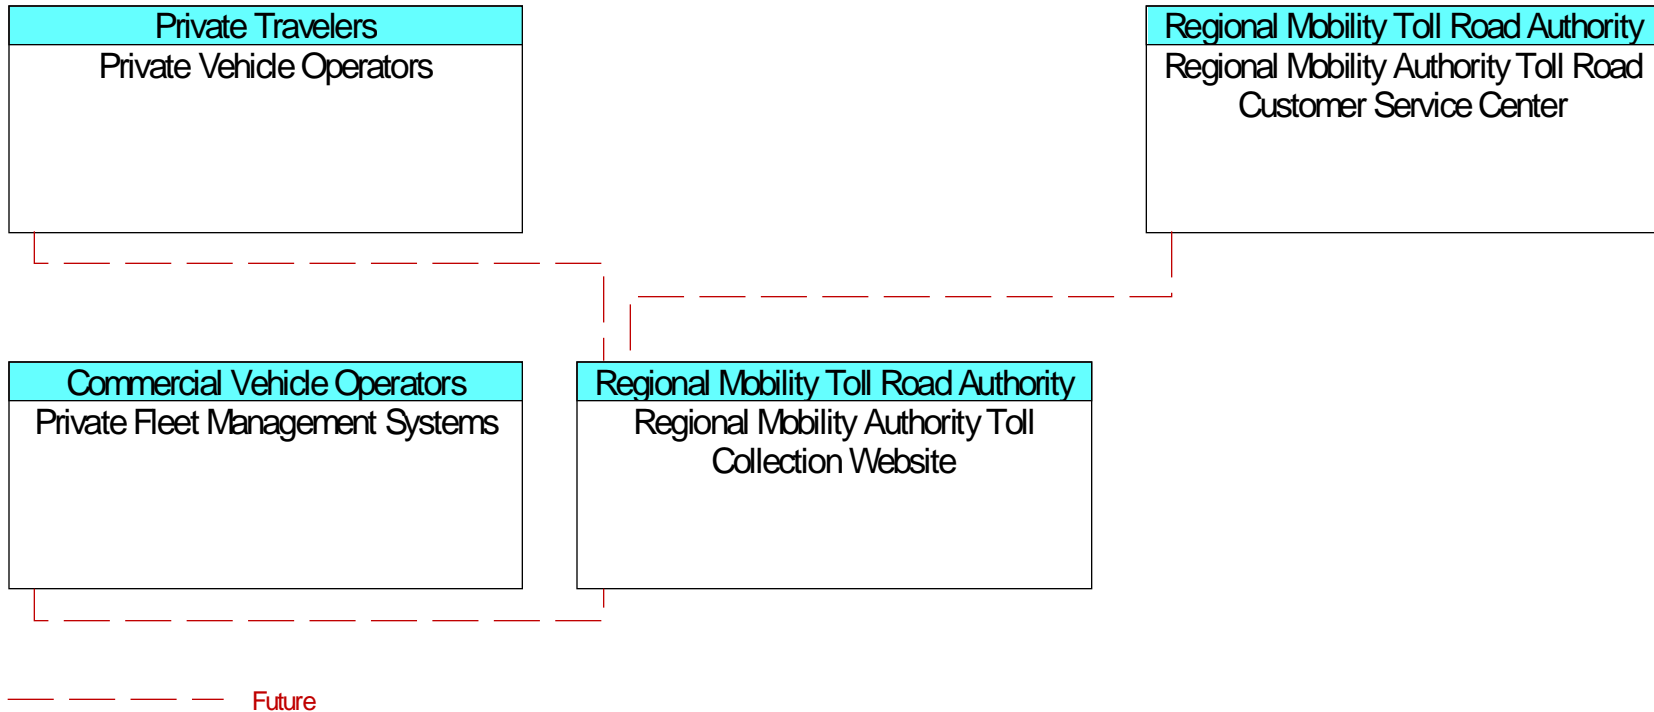 Private Travelers
Private Vehicle Operators
Regional Mobility Toll Road Authority
Regional Mobility Authority Toll Road
Customer Service Center
Commercial Vehicle Operators
Private Fleet Management Systems
Regional Mobility Toll Road Authority
Regional Mobility Authority Toll
Collection Website
Future